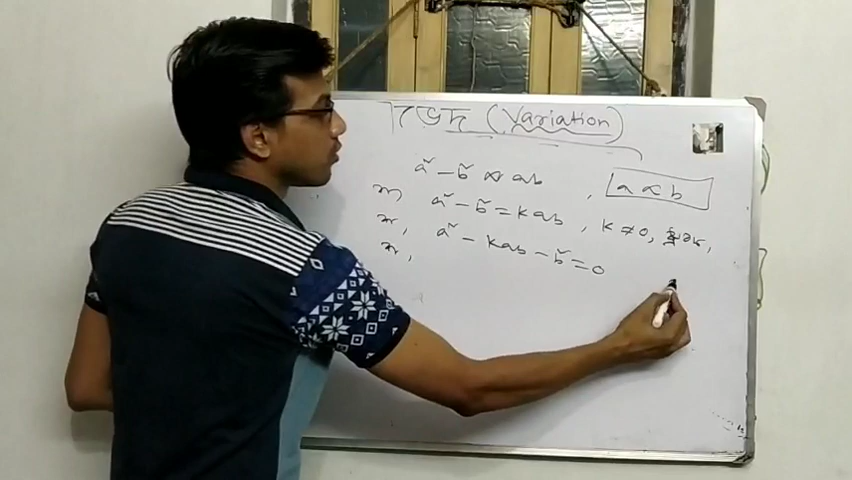 ভেদ (Variation)
a² - b² ∝ ab , a ∝ b
বা, a² - b² = kab , k ≠ 0, ধ্রুবক,
বা, a² - kab - b² = 0
বা,